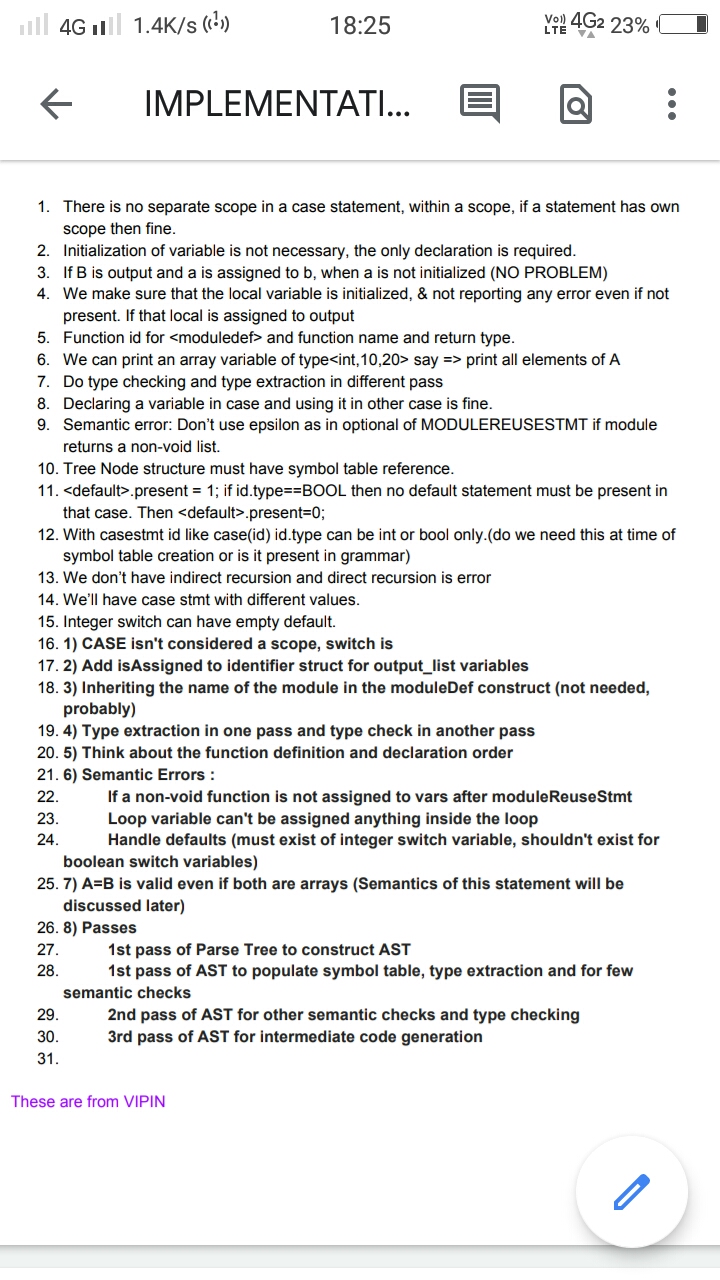 4G 1.4K/s 18:25 Vo)) LTE 4G2 23%
IMPLEMENTATI...
1. There is no separate scope in a case statement, within a scope, if a statement has own
scope then fine.
2. Initialization of variable is not necessary, the only declaration is required.
3. If B is output and a is assigned to b, when a is not initialized (NO PROBLEM)
4. We make sure that the local variable is initialized, & not reporting any error even if not
present. If that local is assigned to output
5. Function id for <moduledef> and function name and return type.
6. We can print an array variable of type<int,10,20> say => print all elements of A
7. Do type checking and type extraction in different pass
8. Declaring a variable in case and using it in other case is fine.
9. Semantic error: Don't use epsilon as in optional of MODULEREUSESTMT if module
returns a non-void list.
10. Tree Node structure must have symbol table reference.
11. <default>.present = 1; if id.type==BOOL then no default statement must be present in
that case. Then <default>.present=0;
12. With casestmt id like case(id) id.type can be int or bool only.(do we need this at time of
symbol table creation or is it present in grammar)
13. We don't have indirect recursion and direct recursion is error
14. We'll have case stmt with different values.
15. Integer switch can have empty default.
16. 1) CASE isn't considered a scope, switch is
17. 2) Add isAssigned to identifier struct for output_list variables
18. 3) Inheriting the name of the module in the moduleDef construct (not needed,
probably)
19. 4) Type extraction in one pass and type check in another pass
20. 5) Think about the function definition and declaration order
21. 6) Semantic Errors :
22. If a non-void function is not assigned to vars after moduleReuseStmt
23. Loop variable can't be assigned anything inside the loop
24. Handle defaults (must exist of integer switch variable, shouldn't exist for
boolean switch variables)
25. 7) A=B is valid even if both are arrays (Semantics of this statement will be
discussed later)
26. 8) Passes
27. 1st pass of Parse Tree to construct AST
28. 1st pass of AST to populate symbol table, type extraction and for few
semantic checks
29. 2nd pass of AST for other semantic checks and type checking
30. 3rd pass of AST for intermediate code generation
31.
These are from VIPIN